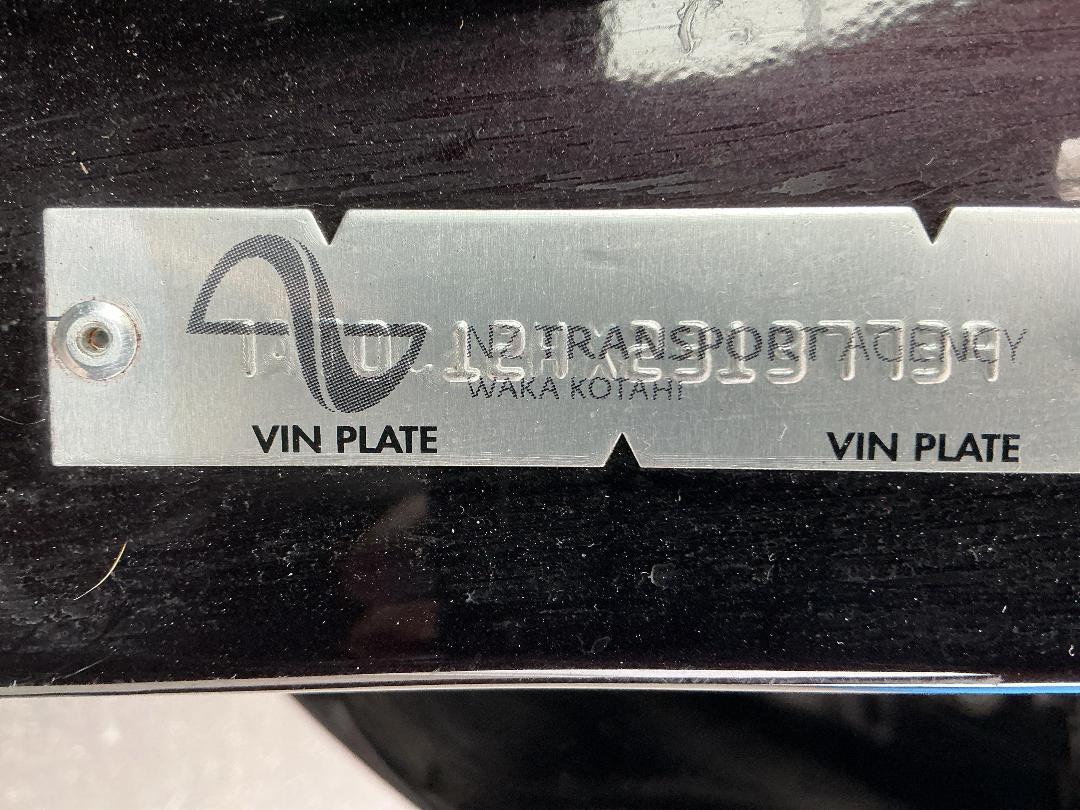 NZ TRANSPORT AGENCY
WAKA KOTAHI
VIN PLATE VIN PLATE